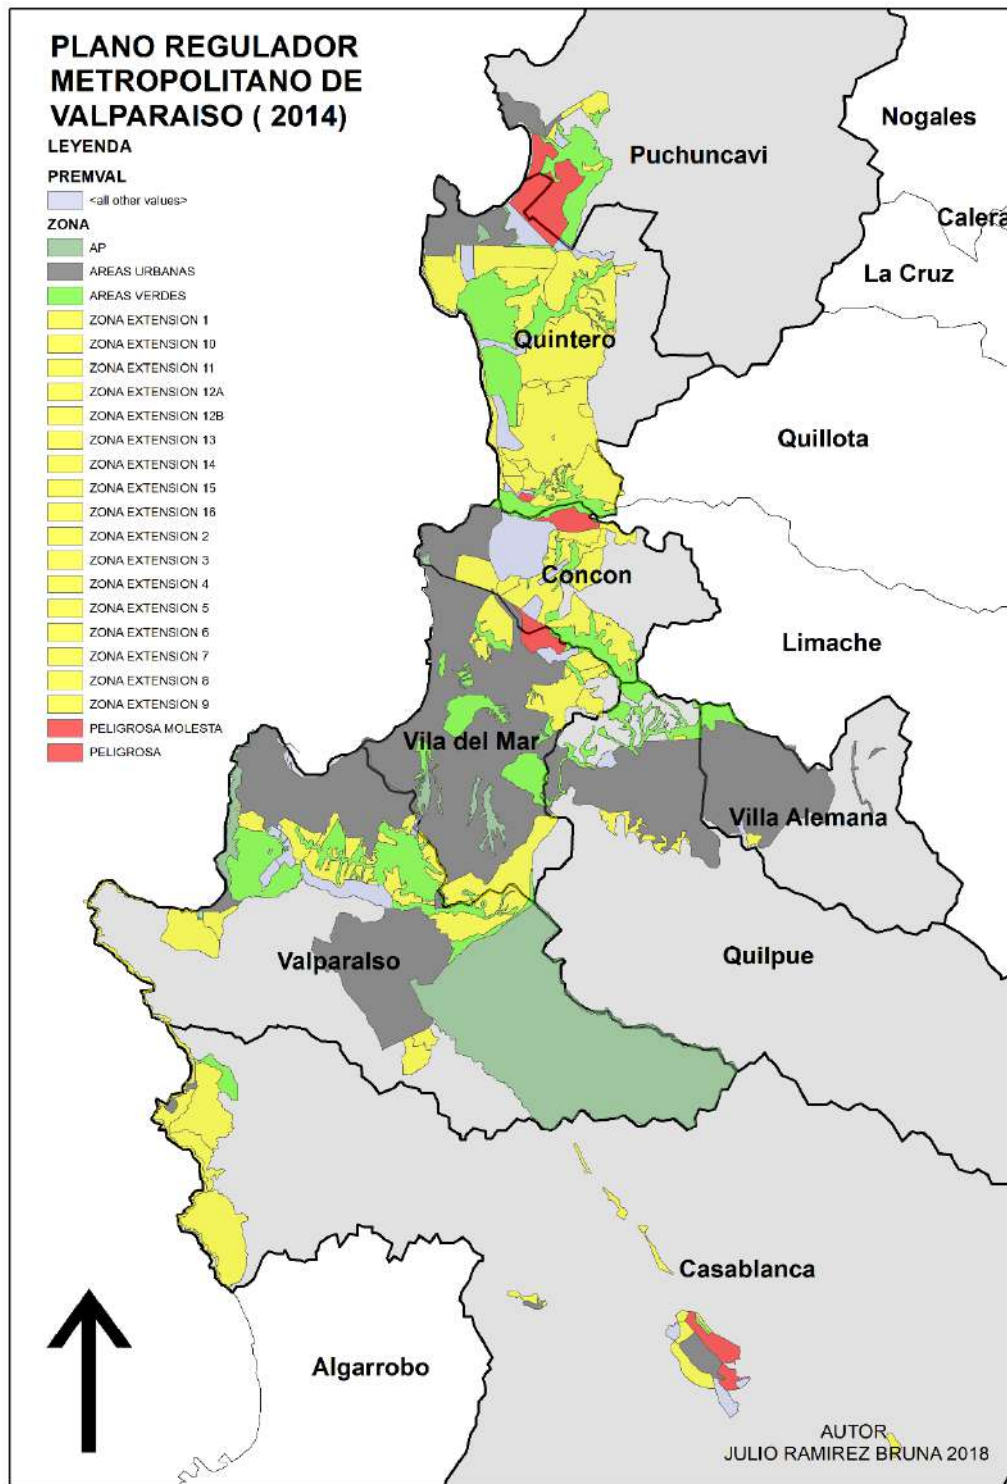 PLANO REGULADOR
METROPOLITANO DE
VALPARAISO ( 2014)
LEYENDA
PREMVAL
<all other values>
ZONA
AP
AREAS URBANAS
AREAS VERDES
ZONA EXTENSION 1
ZONA EXTENSION 10
ZONA EXTENSION 11
ZONA EXTENSION 12A
ZONA EXTENSION 12B
ZONA EXTENSION 13
ZONA EXTENSION 14
ZONA EXTENSION 15
ZONA EXTENSION 16
ZONA EXTENSION 2
ZONA EXTENSION 3
ZONA EXTENSION 4
ZONA EXTENSION 5
ZONA EXTENSION 6
ZONA EXTENSION 7
ZONA EXTENSION 8
ZONA EXTENSION 9
PELIGROSA MOLESTA
PELIGROSA
Nogales
Puchuncavi
Calera
La Cruz
Quintero
Quillota
Concon
Limache
Vila del Mar
Villa Alemana
Valparalso
Quilpue
Casablanca
Algarrobo
AUTOR
JULIO RAMIREZ BRUNA 2018